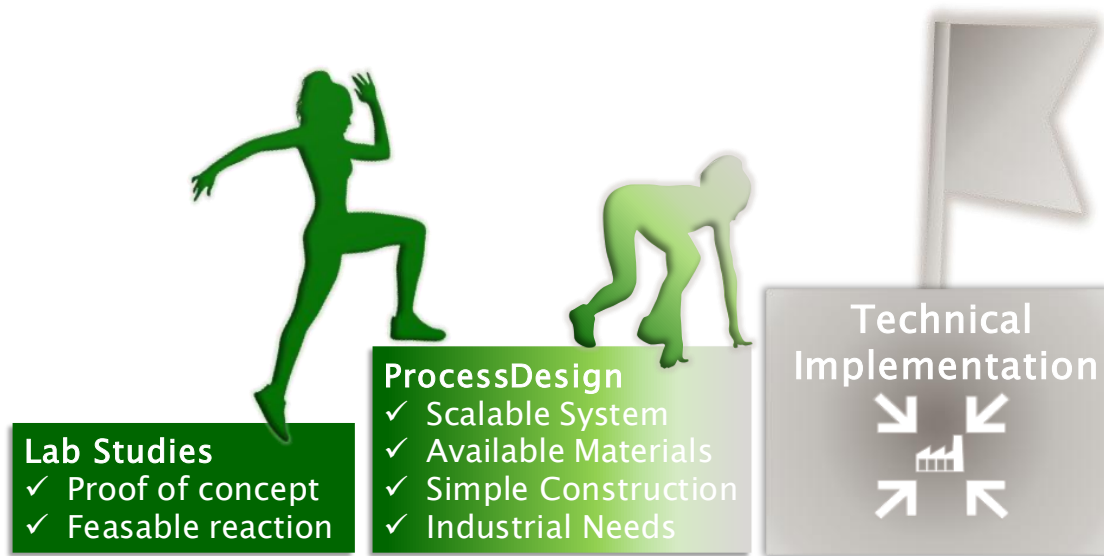 Lab Studies
✓ Proof of concept
✓ Feasable reaction
ProcessDesign
✓ Scalable System
✓ Available Materials
✓ Simple Construction
✓ Industrial Needs
Technical
Implementation